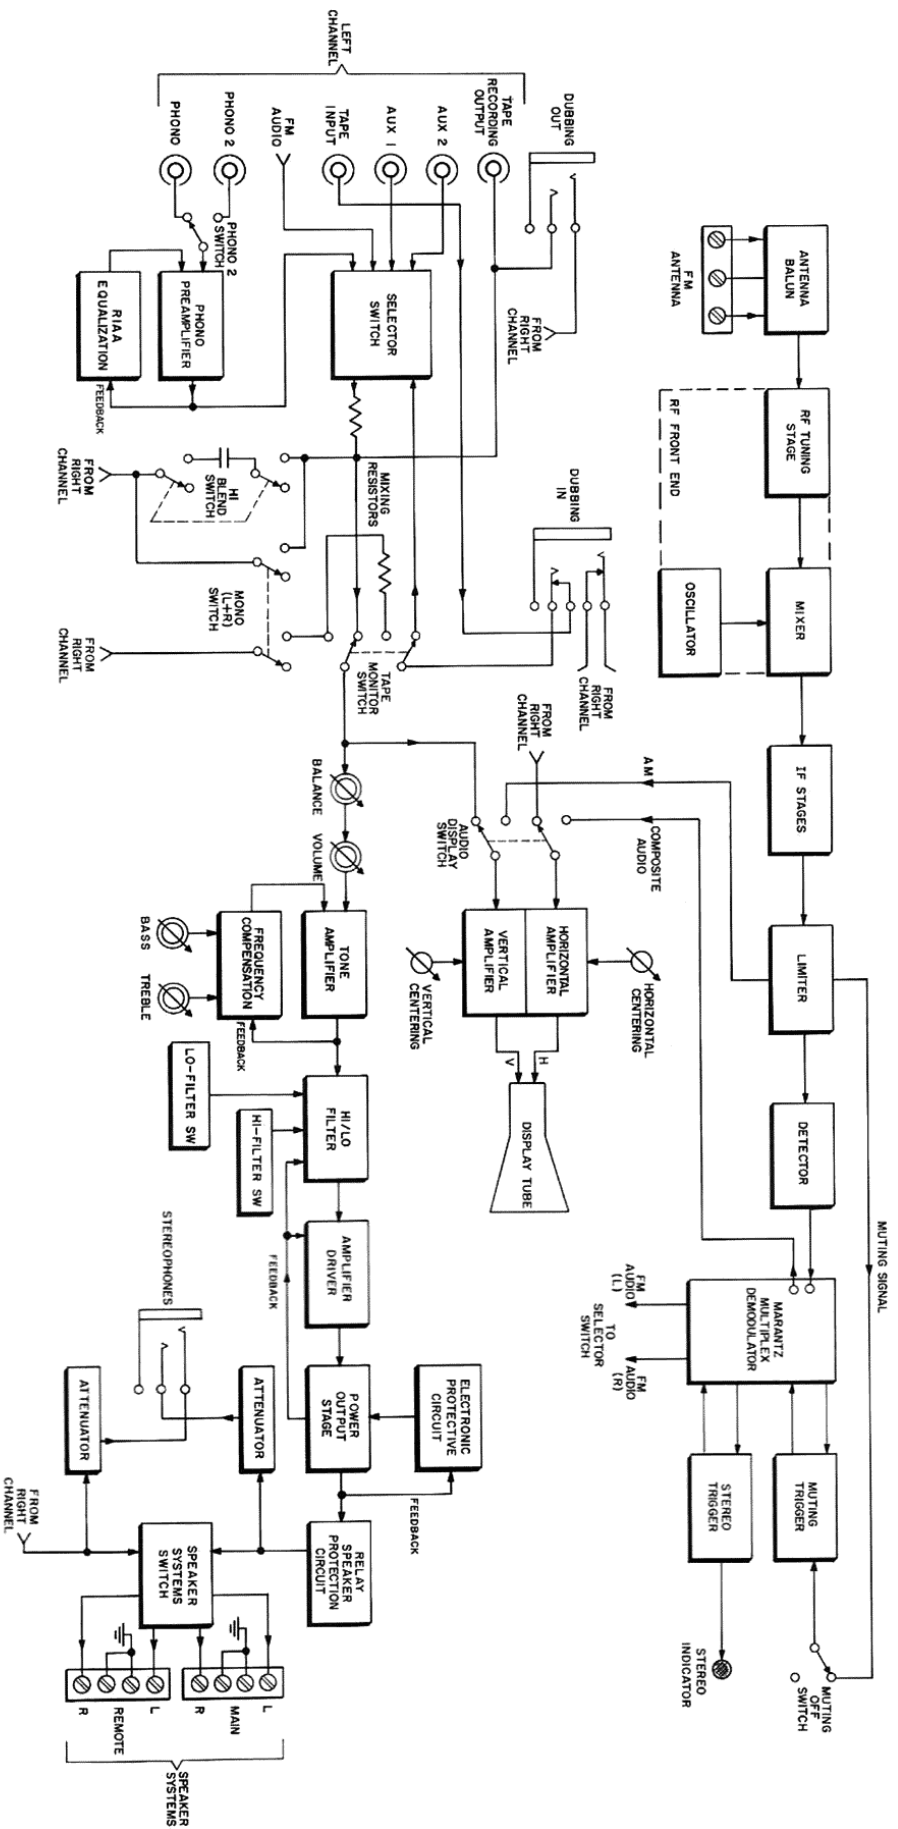 FM
ANTENNA
ANTENNA
BALUN
RF TUNING
STAGE
RF FRONT END
MIXER
OSCILLATOR
IF STAGES
LIMITER
DETECTOR
MUTING SIGNAL
AM
COMPOSITE
AUDIO
MARANTZ
MULTIPLEX
DEMODULATOR
FM
AUDIO
(L)
TO
SELECTOR
SWITCH
FM
AUDIO
(R)
MUTING
TRIGGER
STEREO
TRIGGER
MUTING
OFF
SWITCH
STEREO
INDICATOR
DUBBING
OUT
FROM
RIGHT
CHANNEL
DUBBING
IN
FROM
RIGHT
CHANNEL
FROM
RIGHT
CHANNEL
AUDIO
DISPLAY
SWITCH
HORIZONTAL
AMPLIFIER
VERTICAL
AMPLIFIER
HORIZONTAL
CENTERING
VERTICAL
CENTERING
H
V
DISPLAY TUBE
LEFT
CHANNEL
TAPE
RECORDING
OUTPUT
AUX 2
AUX 1
TAPE
INPUT
FM
AUDIO
PHONO 2
PHONO
PHONO 2
SWITCH
SELECTOR
SWITCH
PHONO
PREAMPLIFIER
RIAA
EQUALIZATION
FEEDBACK
MIXING
RESISTORS
HI
BLEND
SWITCH
FROM
RIGHT
CHANNEL
MONO
(L+R)
SWITCH
FROM
RIGHT
CHANNEL
TAPE
MONITOR
SWITCH
BALANCE
VOLUME
TONE
AMPLIFIER
FREQUENCY
COMPENSATION
BASS
TREBLE
FEEDBACK
HI/LO
FILTER
LO-FILTER SW
HI-FILTER SW
AMPLIFIER
DRIVER
FEEDBACK
POWER
OUTPUT
STAGE
ELECTRONIC
PROTECTIVE
CIRCUIT
FEEDBACK
RELAY
SPEAKER
PROTECTION
CIRCUIT
STEREOPHONES
ATTENUATOR
ATTENUATOR
FROM
RIGHT
CHANNEL
SPEAKER
SYSTEMS
SWITCH
L
MAIN
R
L
REMOTE
R
SPEAKER
SYSTEMS